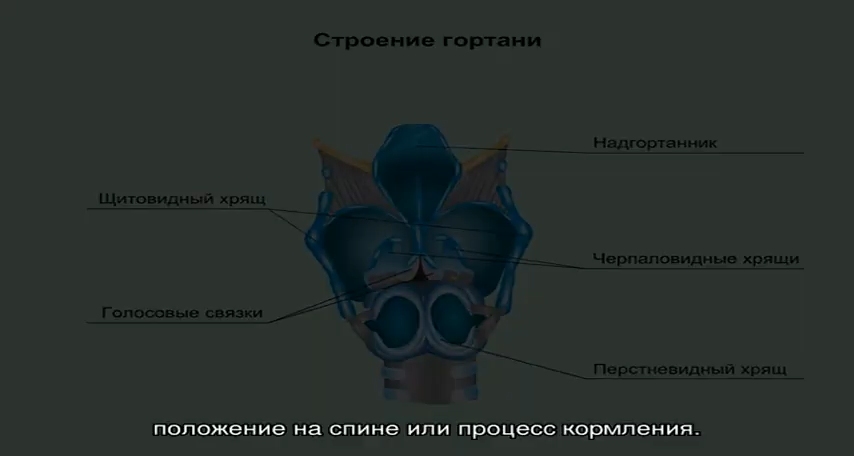 Строение гортани
Надгортанник
Щитовидный хрящ
Черпаловидные хрящи
Голосовые связки
Перстневидный хрящ
положение на спине или процесс кормления.